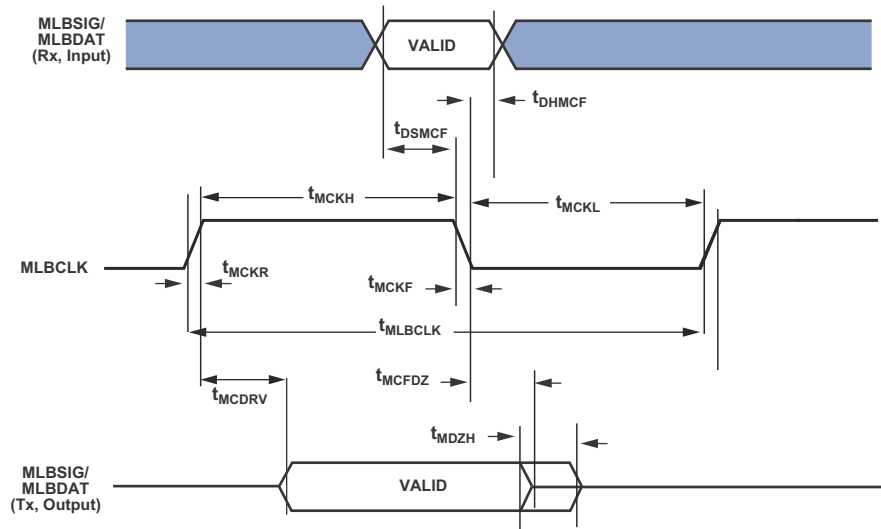 MLBSIG/
MLBDAT
(Rx, Input)
VALID
tDHMCF
tDSMCF
tMCKH
tMCKL
MLBCLK
tMCKR
tMCKF
tMLBCLK
tMCFDZ
tMCDRV
tMDZH
MLBSIG/
MLBDAT
(Tx, Output)
VALID